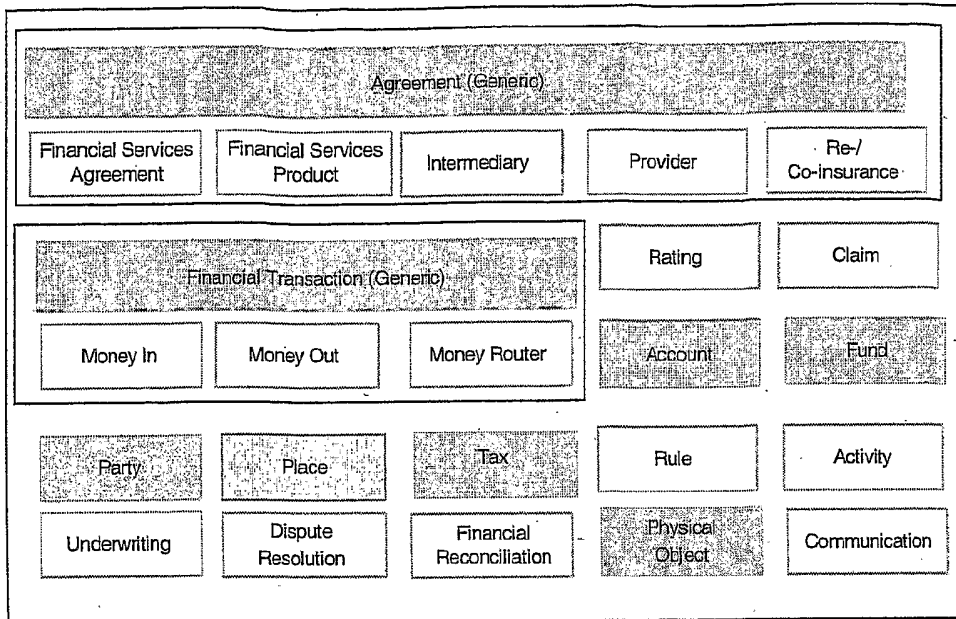 Agreement (Generic)
Financial Services
Agreement
Financial Services
Product
Intermediary
Provider
Re-/
Co-insurance
Financial Transaction (Generic)
Rating
Claim
Money In
Money Out
Money Router
Account
Fund
Party
Place
Tax
Rule
Activity
Underwriting
Dispute
Resolution
Financial
Reconciliation
Physical
Object
Communication